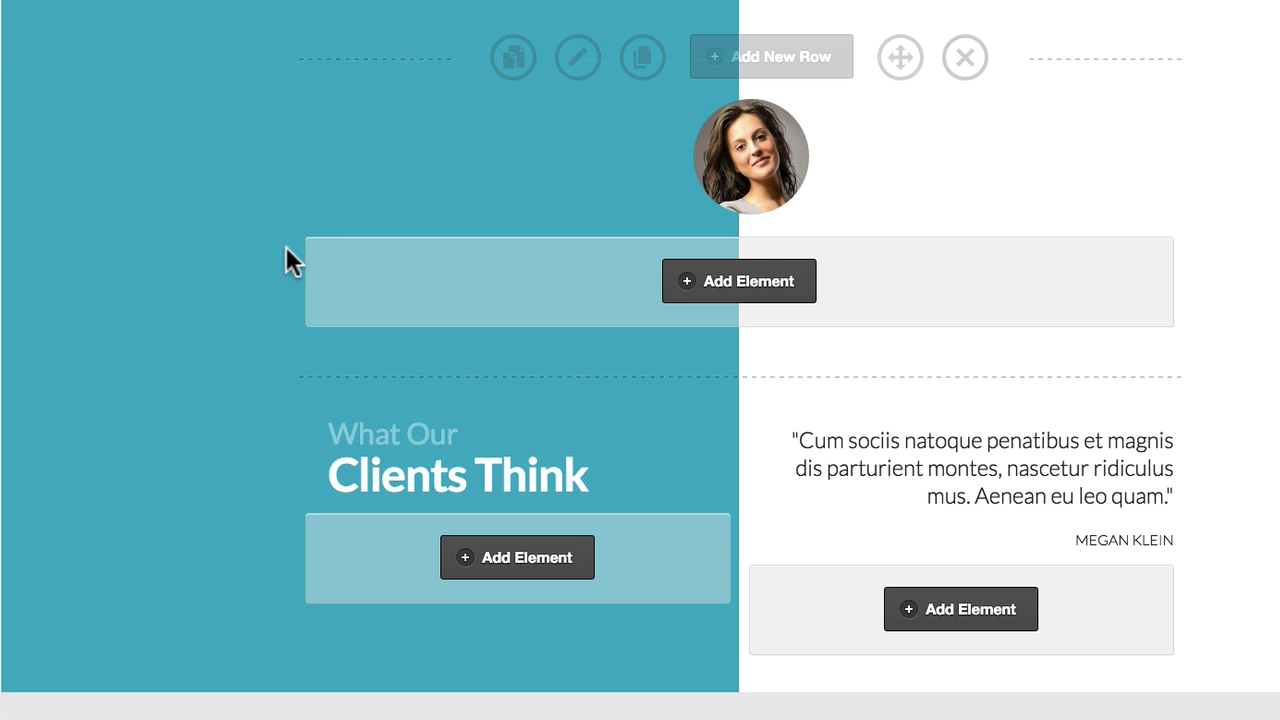 Add New Row
Add Element
What Our
Clients Think
Add Element
"Cum sociis natoque penatibus et magnis
dis parturient montes, nascetur ridiculus
mus. Aenean eu leo quam."
MEGAN KLEIN
Add Element